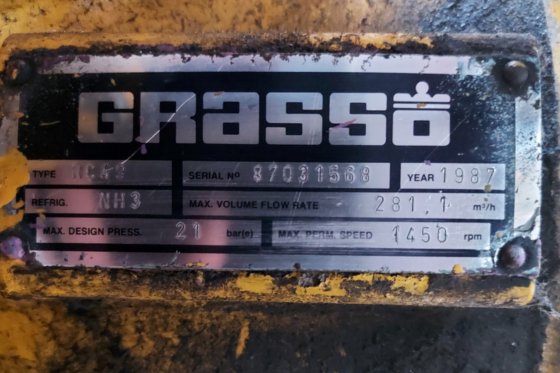 GRASSO
TYPE SERIAL Nº 87031568 YEAR 1987
REFRIG. NH3 MAX. VOLUME FLOW RATE 281,1 m³/h
MAX. DESIGN PRESS. 21 bar(e) MAX. PERM. SPEED 1450 rpm